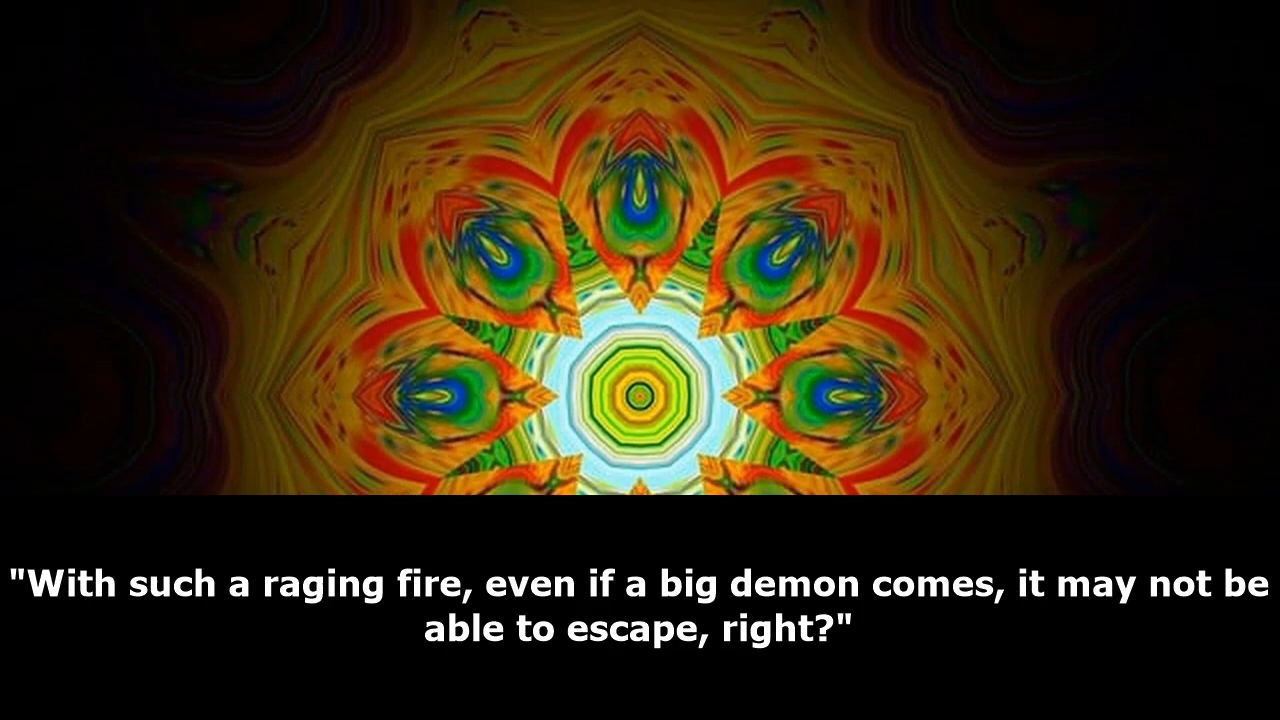 "With such a raging fire, even if a big demon comes, it may not be
able to escape, right?"